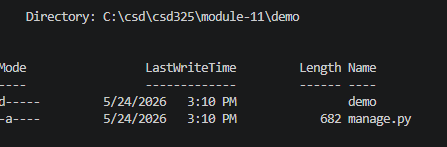 Directory: C:\csd\csd325\module-11\demo
Mode LastWriteTime Length Name
---- ------------- ------ ----
d----- 5/24/2026 3:10 PM demo
-a---- 5/24/2026 3:10 PM 682 manage.py